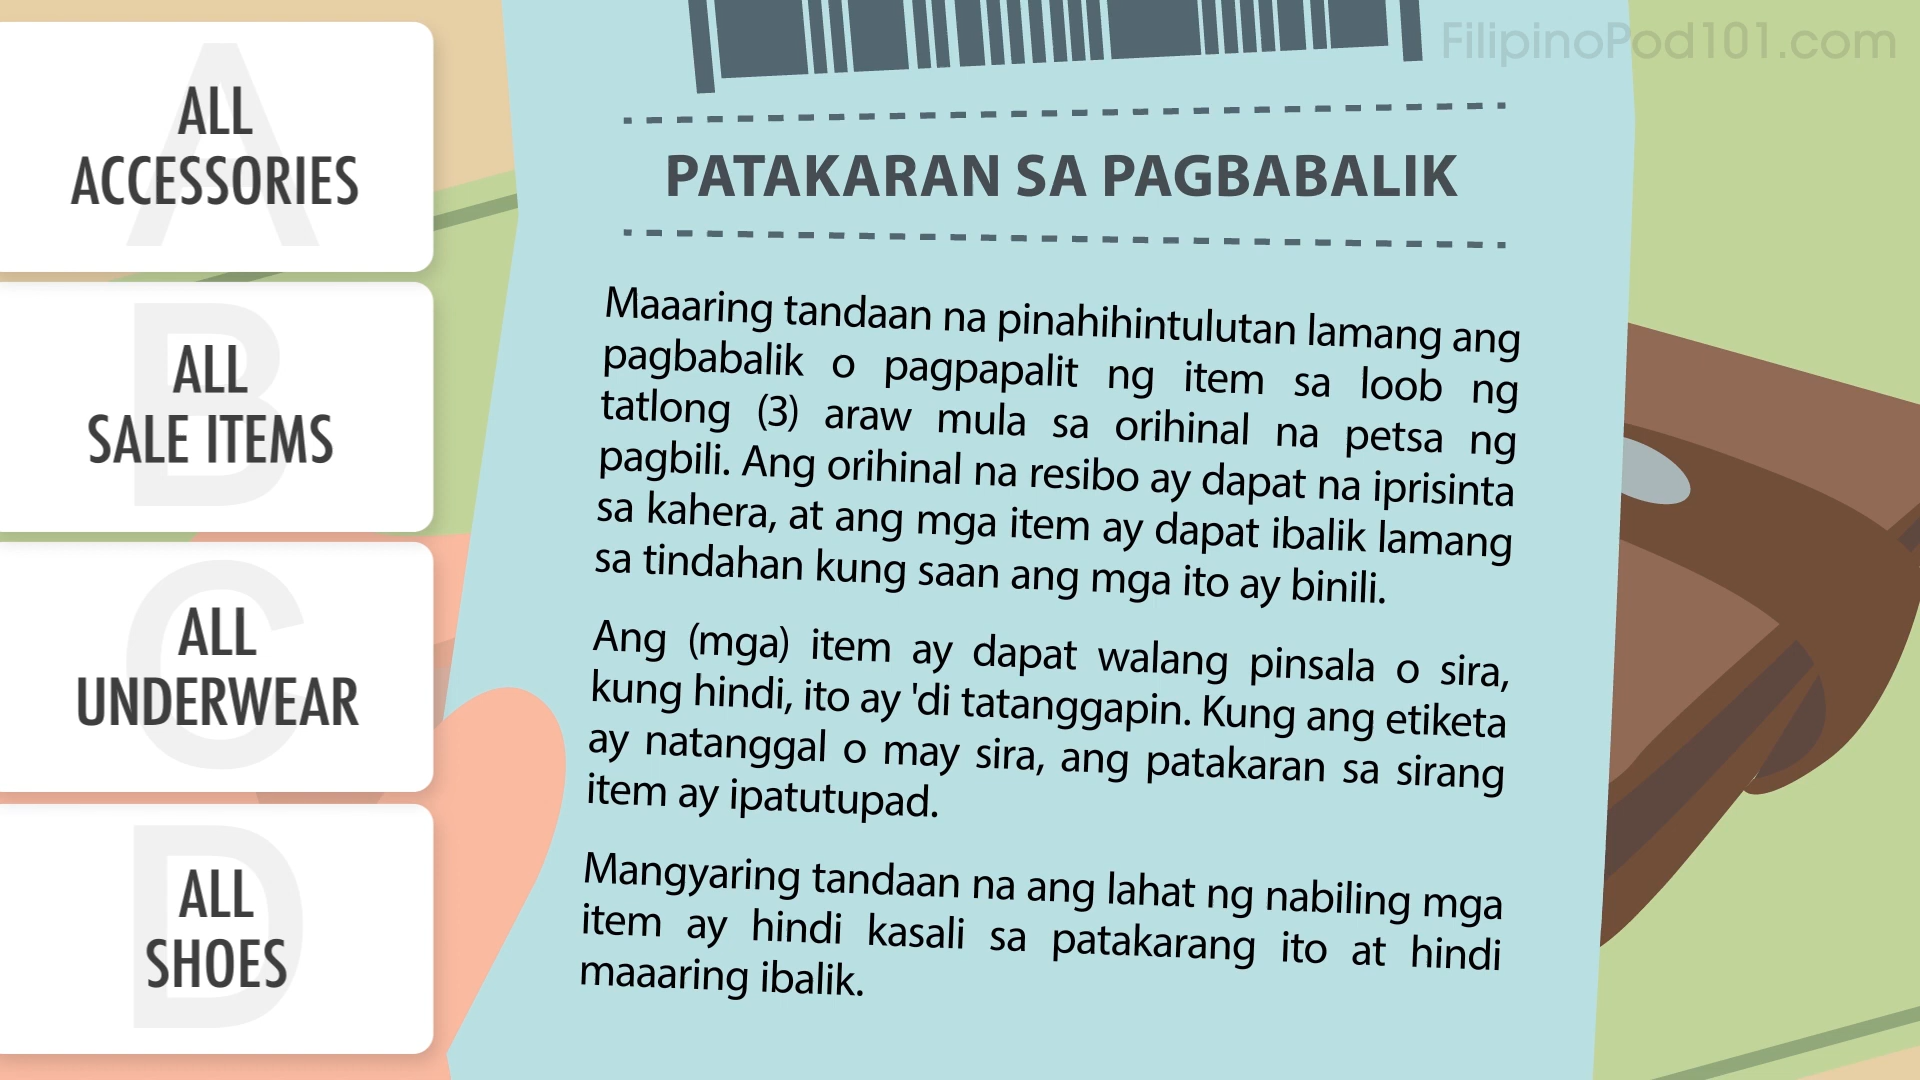 FilipinoPod101.com
A
ALL
ACCESSORIES
B
ALL
SALE ITEMS
C
ALL
UNDERWEAR
D
ALL
SHOES
PATAKARAN SA PAGBABALIK
Maaaring tandaan na pinahihintulutan lamang ang
pagbabalik o pagpapalit ng item sa loob ng
tatlong (3) araw mula sa orihinal na petsa ng
pagbili. Ang orihinal na resibo ay dapat na iprisinta
sa kahera, at ang mga item ay dapat ibalik lamang
sa tindahan kung saan ang mga ito ay binili.
Ang (mga) item ay dapat walang pinsala o sira,
kung hindi, ito ay 'di tatanggapin. Kung ang etiketa
ay natanggal o may sira, ang patakaran sa sirang
item ay ipatutupad.
Mangyaring tandaan na ang lahat ng nabiling mga
item ay hindi kasali sa patakarang ito at hindi
maaaring ibalik.